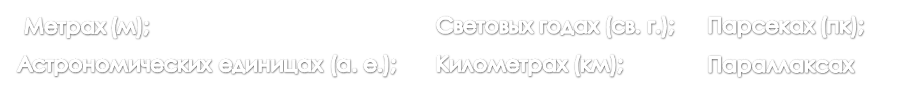 Метрах (м);
Световых годах (св. г.);
Парсеках (пк);
Астрономических единицах (а. е.);
Километрах (км);
Параллаксах